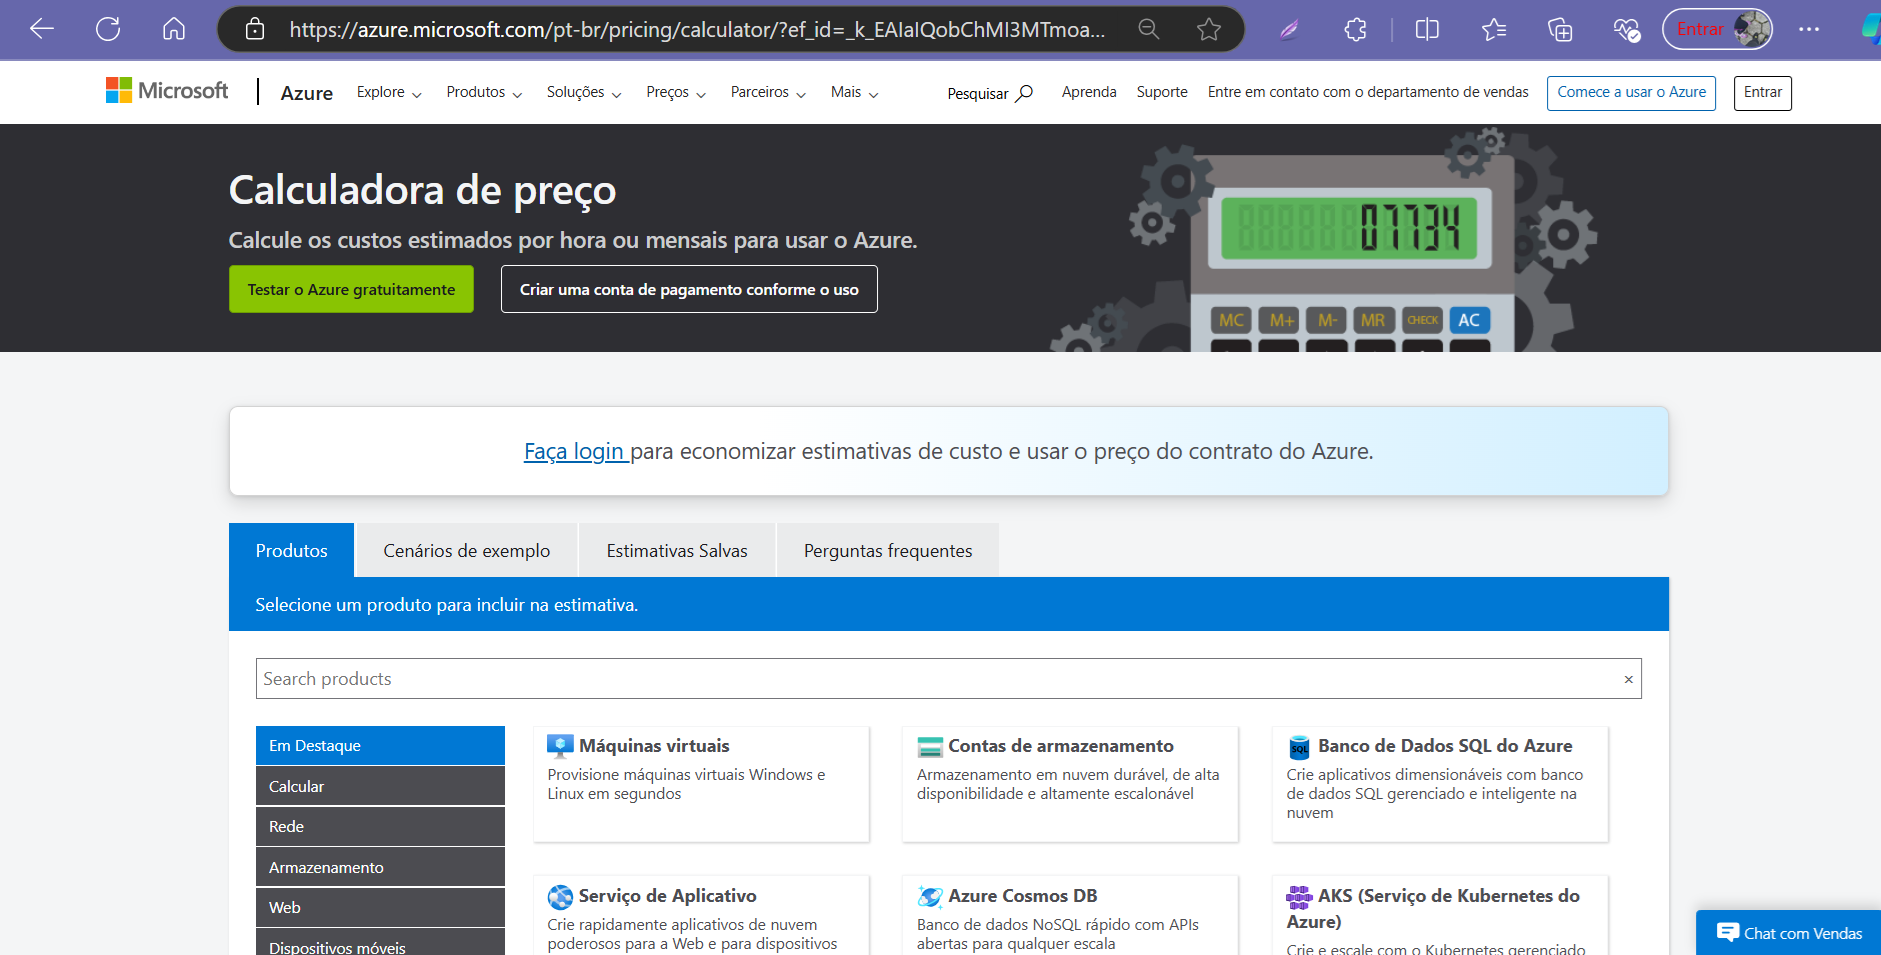 https://azure.microsoft.com/pt-br/pricing/calculator/?ef_id=_k_EAIaIQobChMI3MTmoa...
Entrar
Microsoft
Azure
Explore
Produtos
Soluções
Preços
Parceiros
Mais
Pesquisar
Aprenda
Suporte
Entre em contato com o departamento de vendas
Comece a usar o Azure
Entrar
Calculadora de preço
Calcule os custos estimados por hora ou mensais para usar o Azure.
Testar o Azure gratuitamente
Criar uma conta de pagamento conforme o uso
07734
MC
M+
M-
MR
CHECK
AC
Faça login para economizar estimativas de custo e usar o preço do contrato do Azure.
Produtos
Cenários de exemplo
Estimativas Salvas
Perguntas frequentes
Selecione um produto para incluir na estimativa.
Search products
×
Em Destaque
Calcular
Rede
Armazenamento
Web
Dispositivos móveis
Máquinas virtuais
Provisione máquinas virtuais Windows e
Linux em segundos
Contas de armazenamento
Armazenamento em nuvem durável, de alta
disponibilidade e altamente escalonável
SQL
Banco de Dados SQL do Azure
Crie aplicativos dimensionáveis com banco
de dados SQL gerenciado e inteligente na
nuvem
Serviço de Aplicativo
Crie rapidamente aplicativos de nuvem
poderosos para a Web e para dispositivos
Azure Cosmos DB
Banco de dados NoSQL rápido com APIs
abertas para qualquer escala
AKS (Serviço de Kubernetes do
Azure)
Crie e escale com o Kubernetes gerenciado
Chat com Vendas